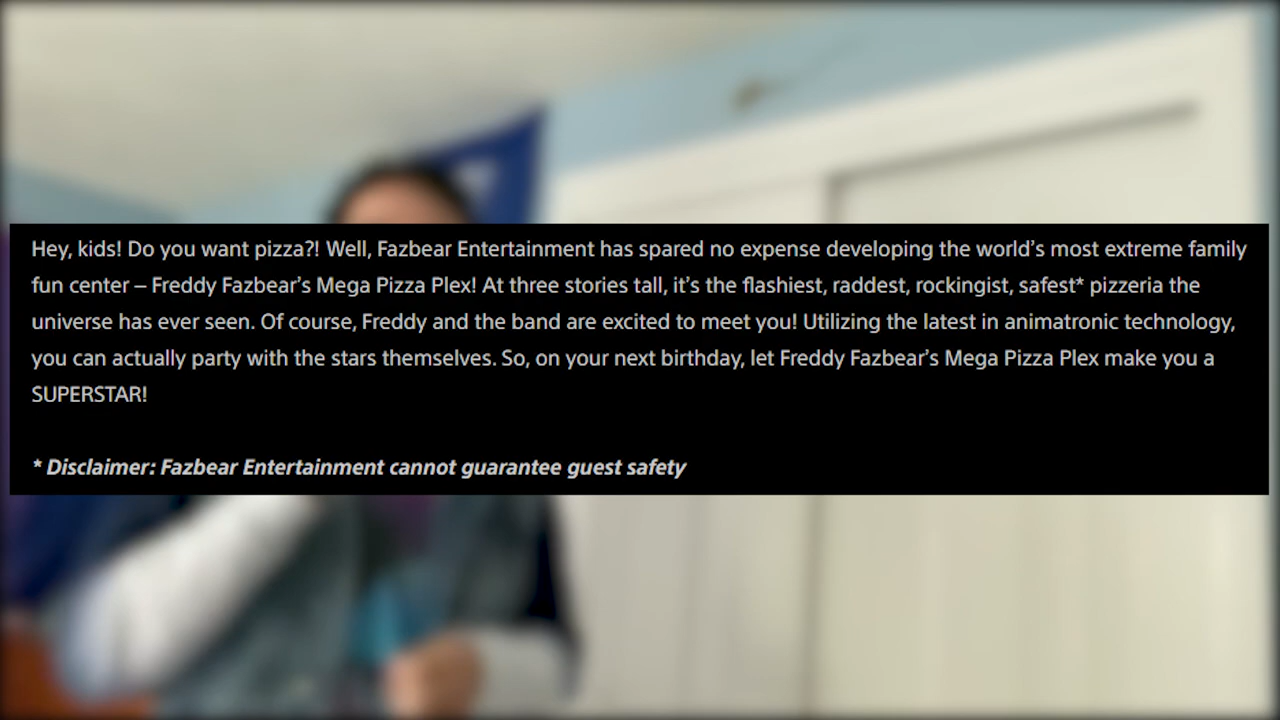 Hey, kids! Do you want pizza?! Well, Fazbear Entertainment has spared no expense developing the world’s most extreme family
fun center – Freddy Fazbear’s Mega Pizza Plex! At three stories tall, it’s the flashiest, raddest, rockingist, safest* pizzeria the
universe has ever seen. Of course, Freddy and the band are excited to meet you! Utilizing the latest in animatronic technology,
you can actually party with the stars themselves. So, on your next birthday, let Freddy Fazbear’s Mega Pizza Plex make you a
SUPERSTAR!
* Disclaimer: Fazbear Entertainment cannot guarantee guest safety